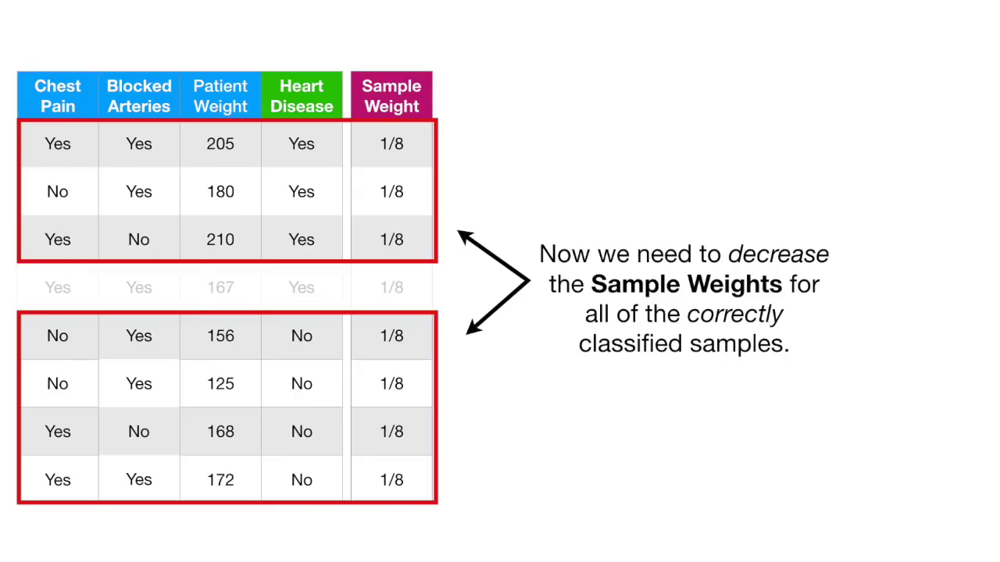 Chest Pain Blocked Arteries Patient Weight Heart Disease Sample Weight
Yes Yes 205 Yes 1/8
No Yes 180 Yes 1/8
Yes No 210 Yes 1/8
Yes Yes 167 Yes 1/8
No Yes 156 No 1/8
No Yes 125 No 1/8
Yes No 168 No 1/8
Yes Yes 172 No 1/8
Now we need to decrease
the Sample Weights for
all of the correctly
classified samples.